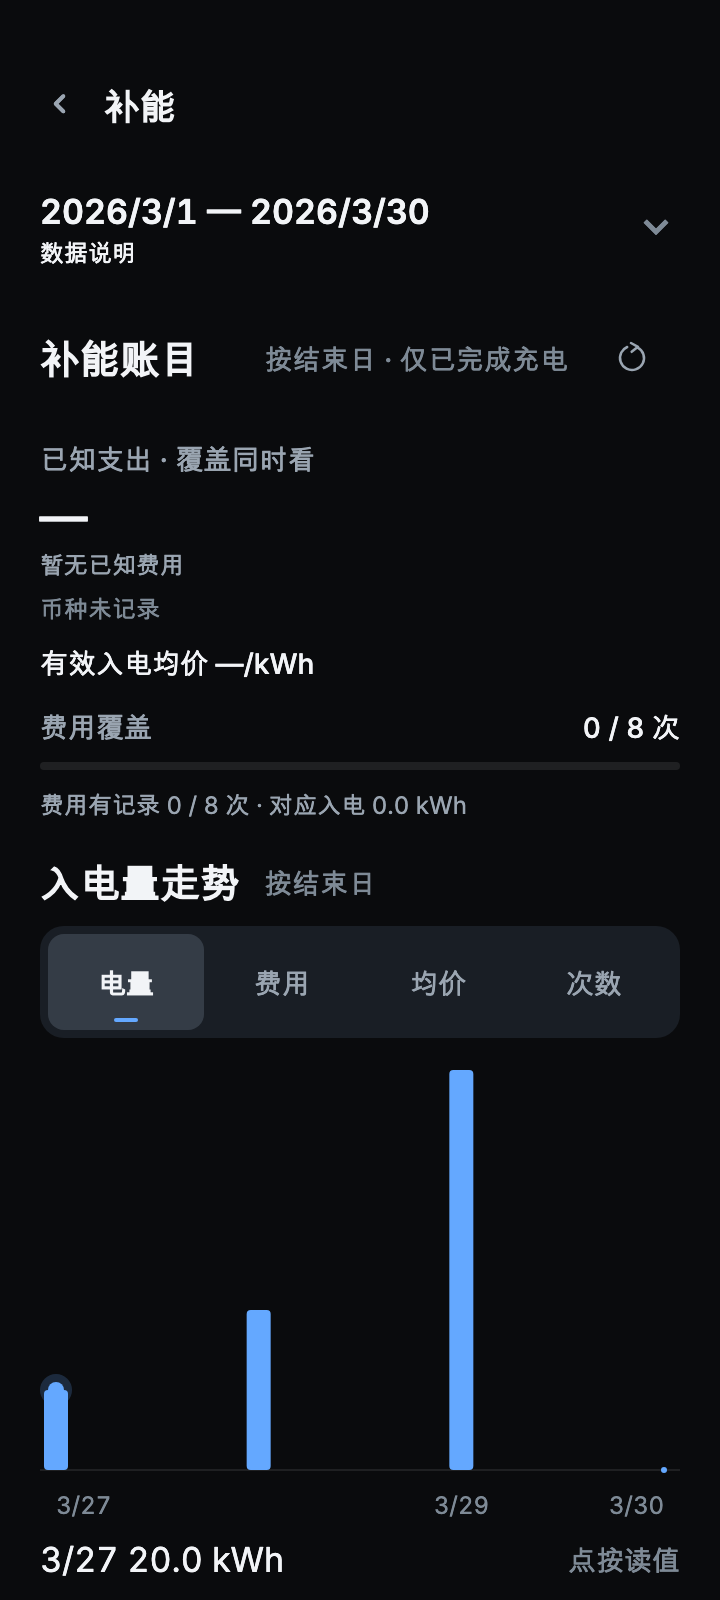 补能
2026/3/1 — 2026/3/30
数据说明
补能账目 按结束日 · 仅已完成充电
已知支出 · 覆盖同时看
—
暂无已知费用
币种未记录
有效入电均价 —/kWh
费用覆盖 0 / 8 次
费用有记录 0 / 8 次 · 对应入电 0.0 kWh
入电量走势 按结束日
电量 费用 均价 次数
3/27 3/29 3/30
3/27 20.0 kWh 点按读值